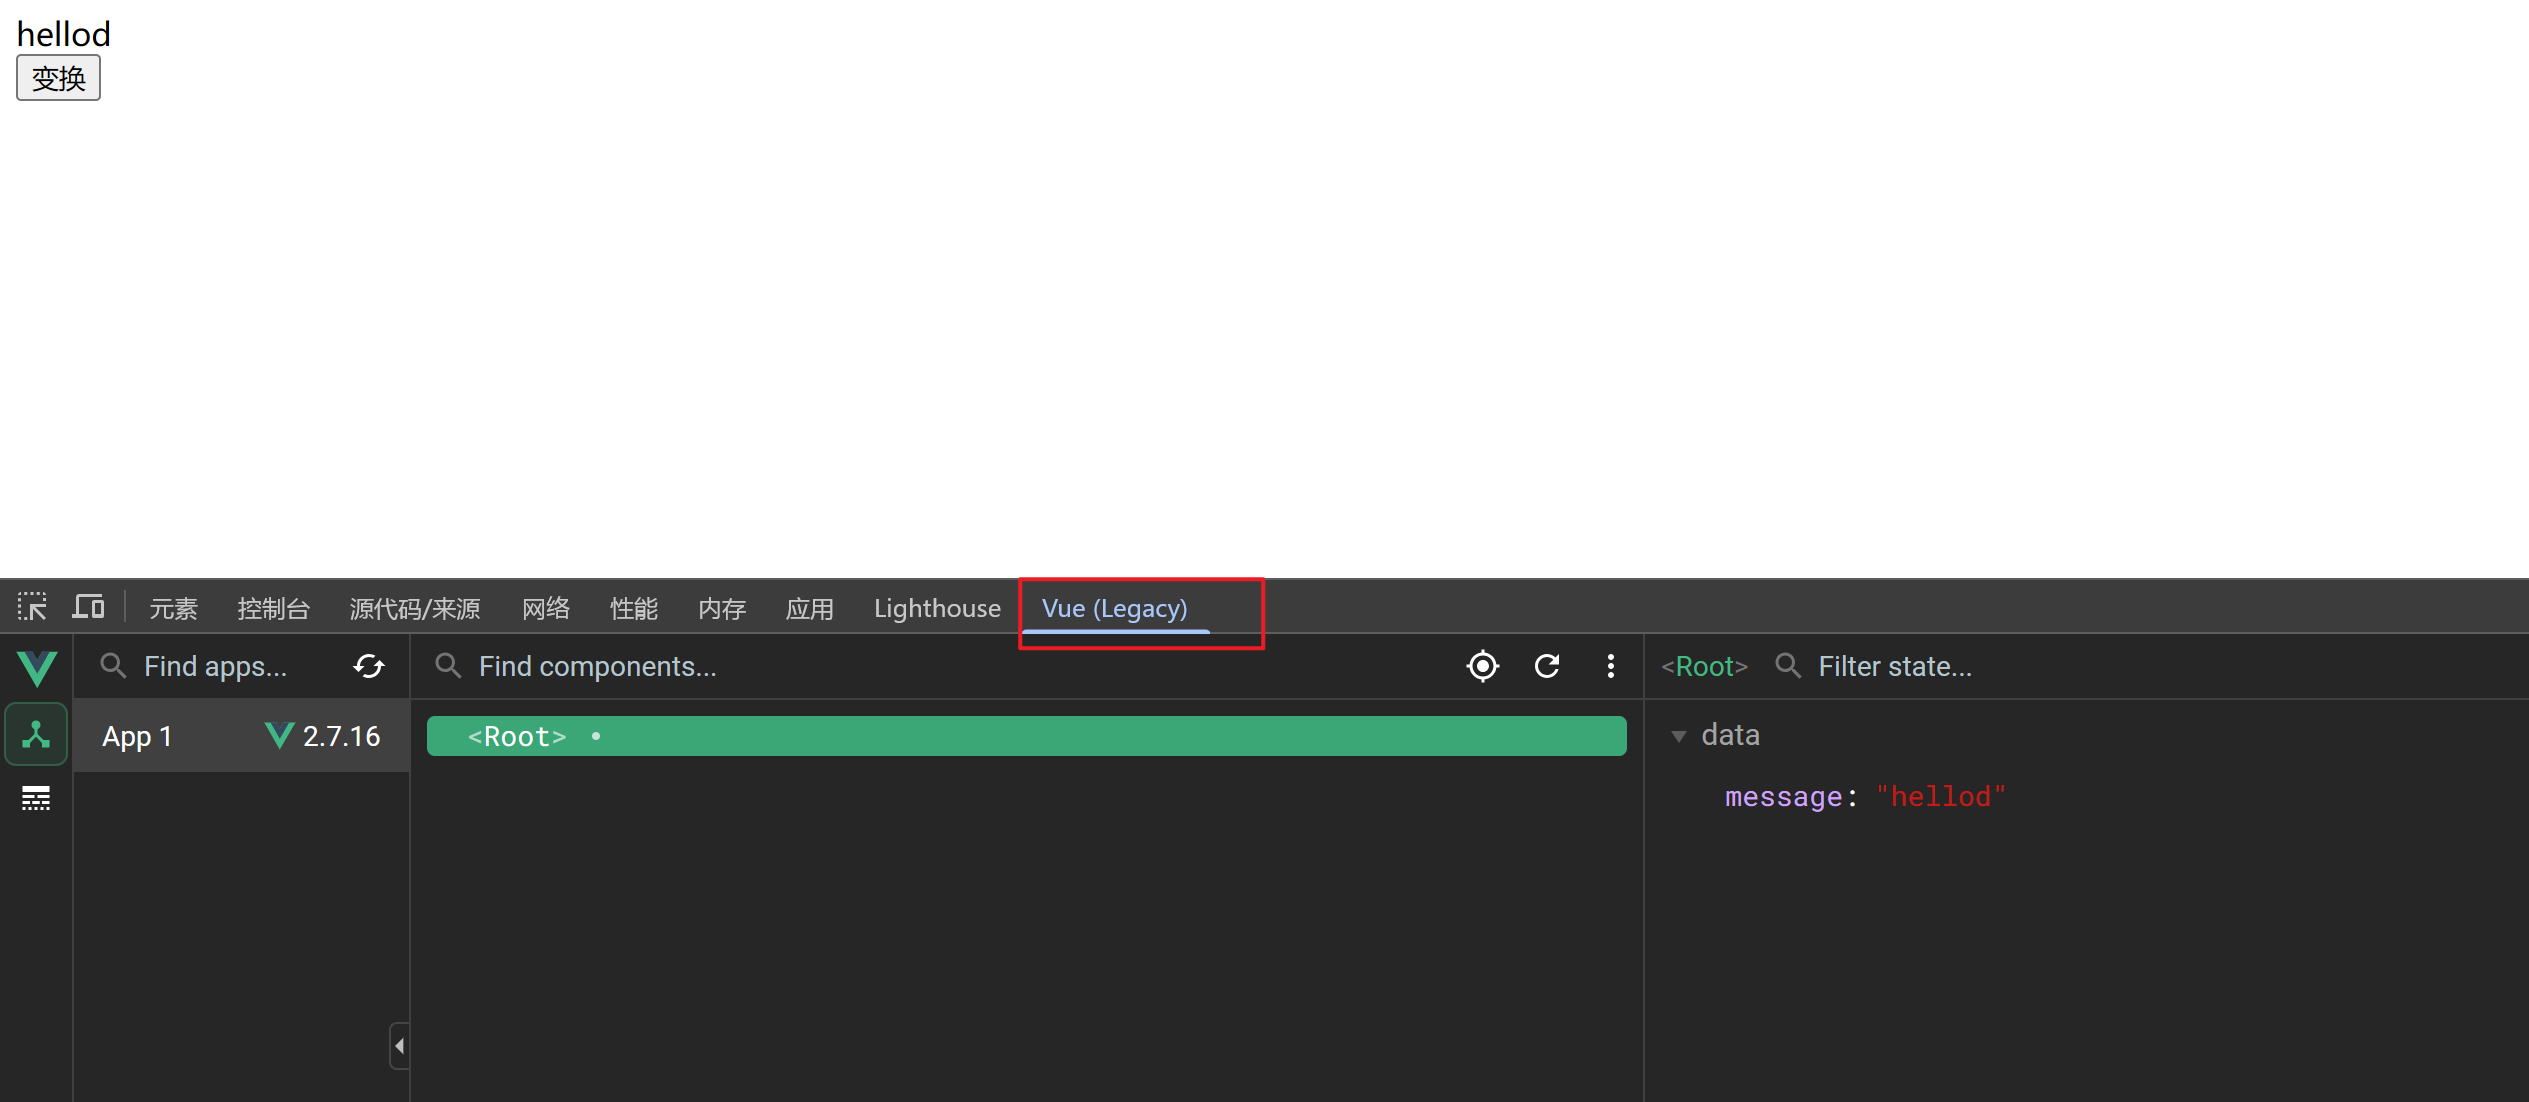 hellod
变换
元素 控制台 源代码/来源 网络 性能 内存 应用 Lighthouse Vue (Legacy)
Find apps... Find components... <Root> Filter state...
App 1 2.7.16 <Root> data
message: "hellod"